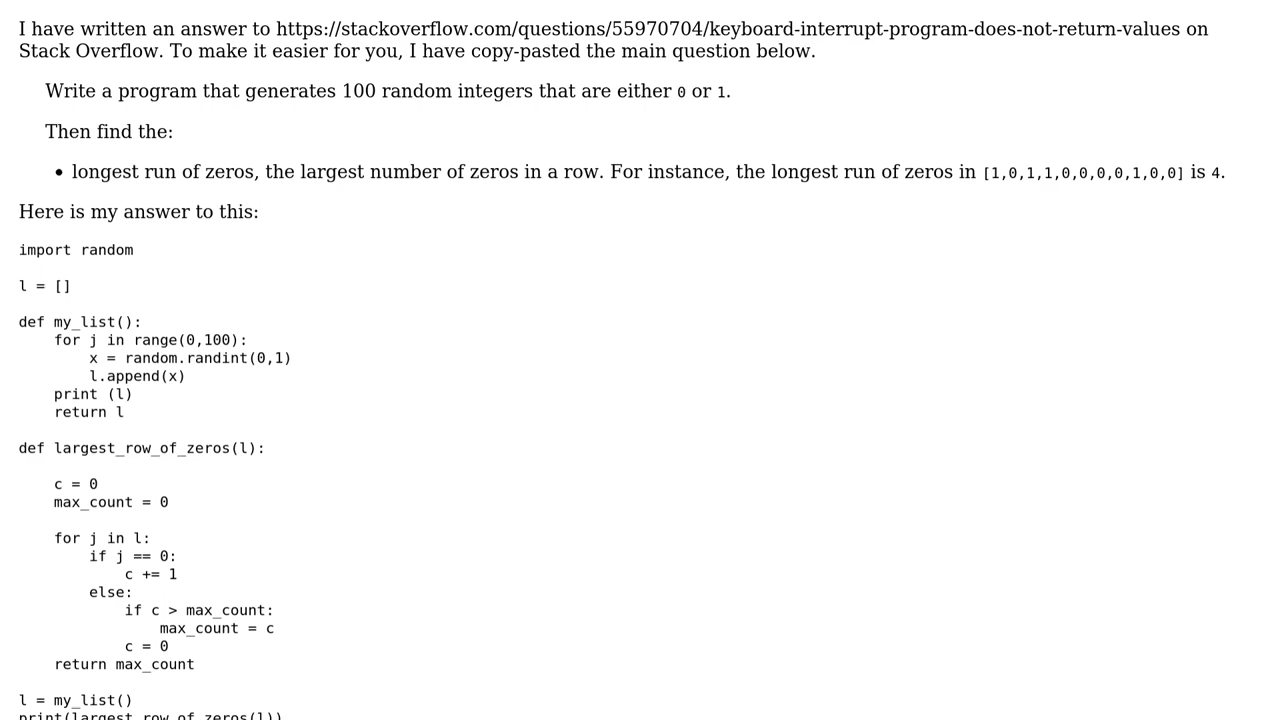 I have written an answer to https://stackoverflow.com/questions/55970704/keyboard-interrupt-program-does-not-return-values on
Stack Overflow. To make it easier for you, I have copy-pasted the main question below.
Write a program that generates 100 random integers that are either 0 or 1.
Then find the:
• longest run of zeros, the largest number of zeros in a row. For instance, the longest run of zeros in [1,0,1,1,0,0,0,0,1,0,0] is 4.
Here is my answer to this:
import random
l = []
def my_list():
    for j in range(0,100):
        x = random.randint(0,1)
        l.append(x)
    print (l)
    return l
def largest_row_of_zeros(l):
    c = 0
    max_count = 0
    for j in l:
        if j == 0:
            c += 1
        else:
            if c > max_count:
                max_count = c
            c = 0
    return max_count
l = my_list()
print(largest_row_of_zeros(l))